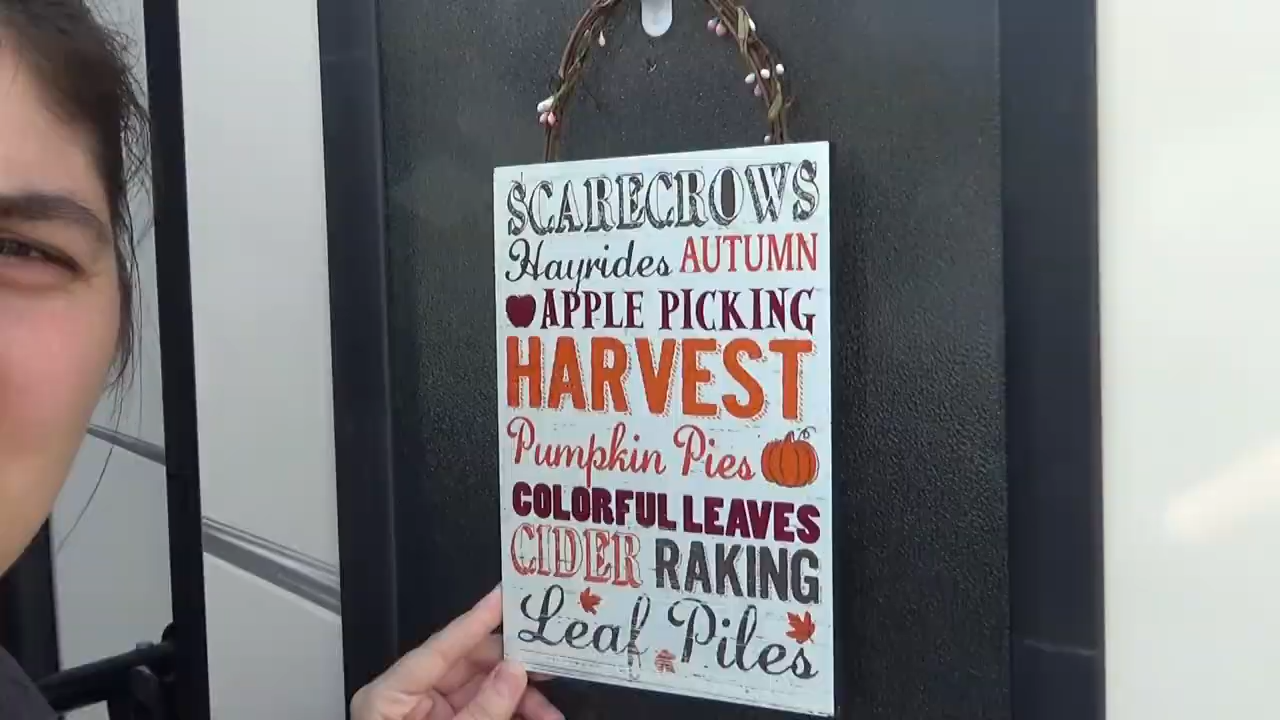 SCARECROWS
Hayrides AUTUMN
APPLE PICKING
HARVEST
Pumpkin Pies
COLORFUL LEAVES
CIDER RAKING
Leaf Piles